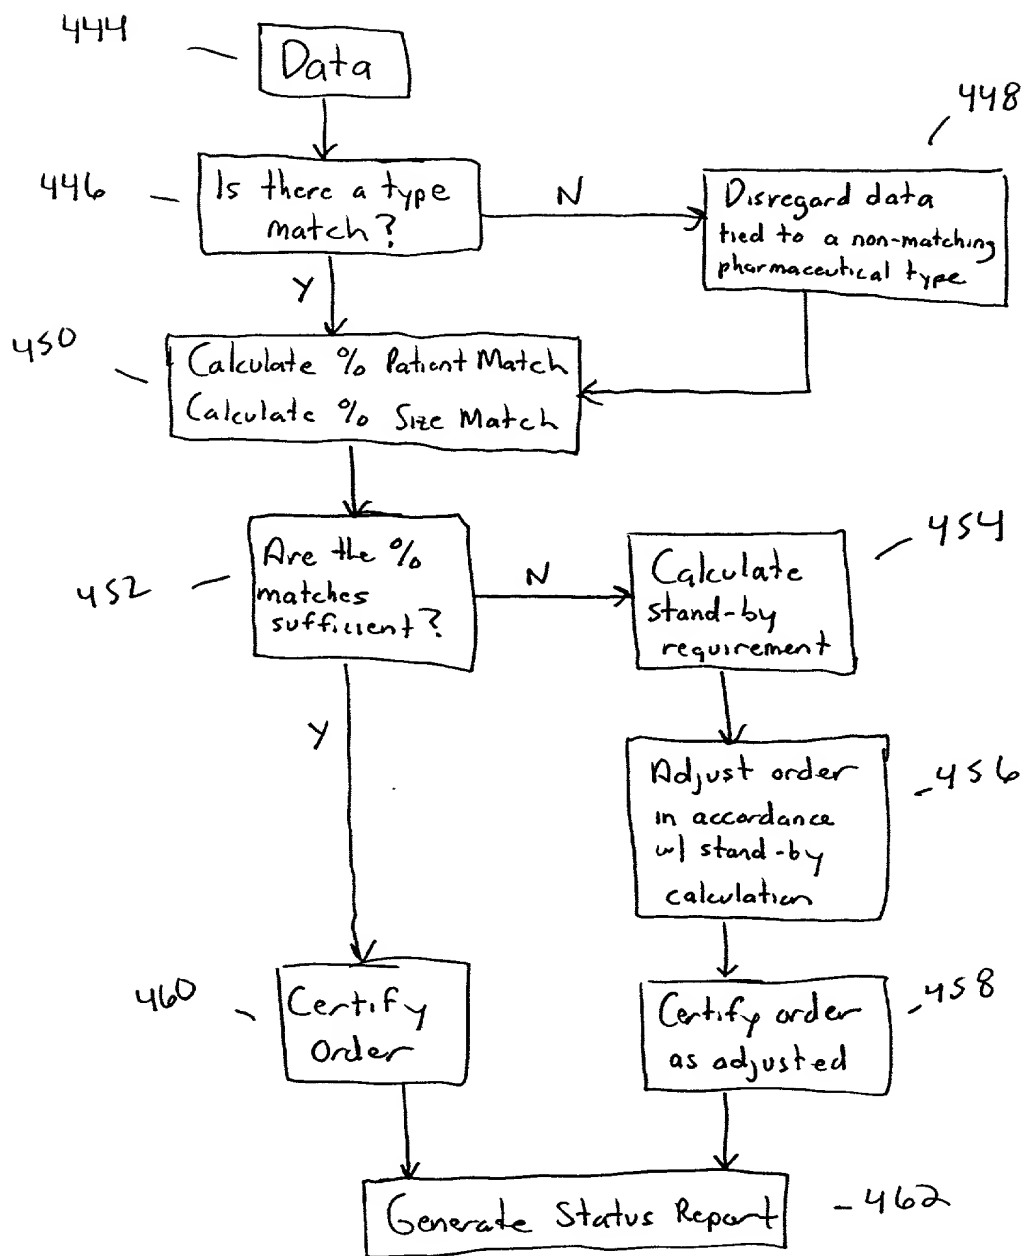 444
Data
448
446
Is there a type
match?
N
Disregard data
tied to a non-matching
pharmaceutical type
Y
450
Calculate % Patient Match
Calculate % Size Match
452
Are the %
matches
sufficient?
N
454
Calculate
stand-by
requirement
Y
456
Adjust order
in accordance
w/ stand-by
calculation
460
Certify
Order
458
Certify order
as adjusted
Generate Status Report
462